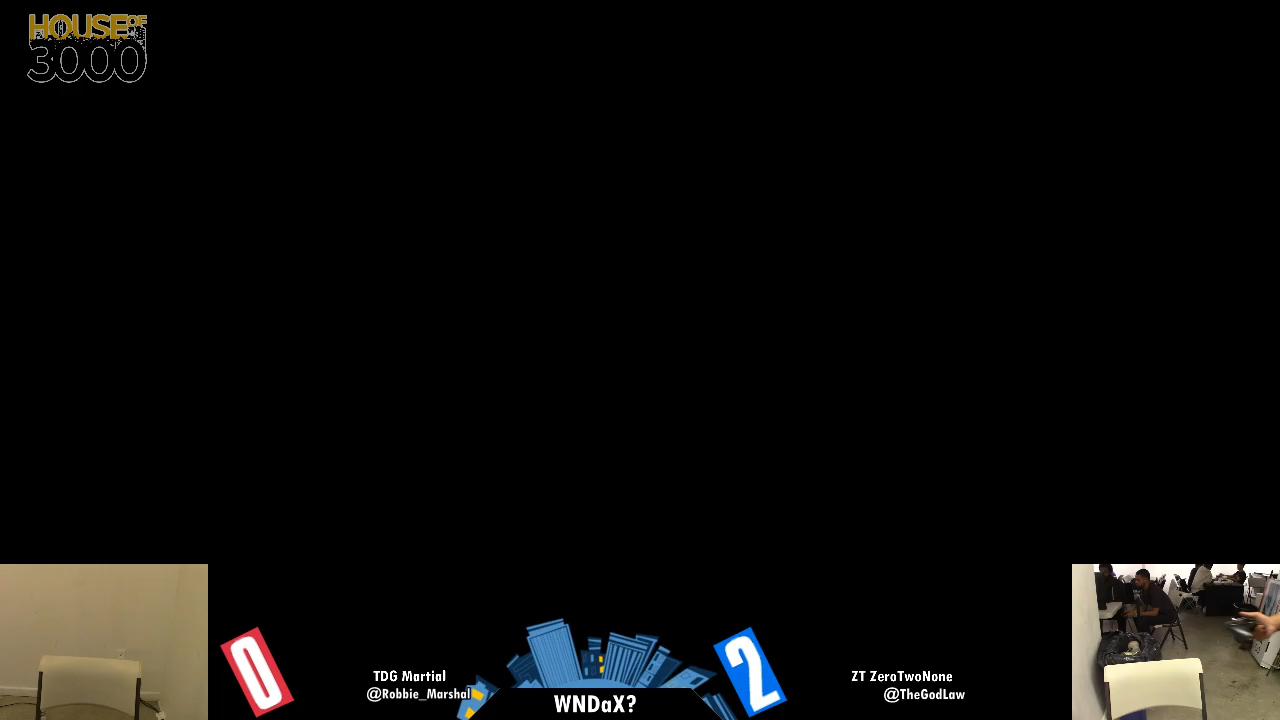 HOUSE OF
3000
0
TDG Martial
@Robbie_Marshal
WNDaX?
2
ZT ZeroTwoNone
@TheGodLaw